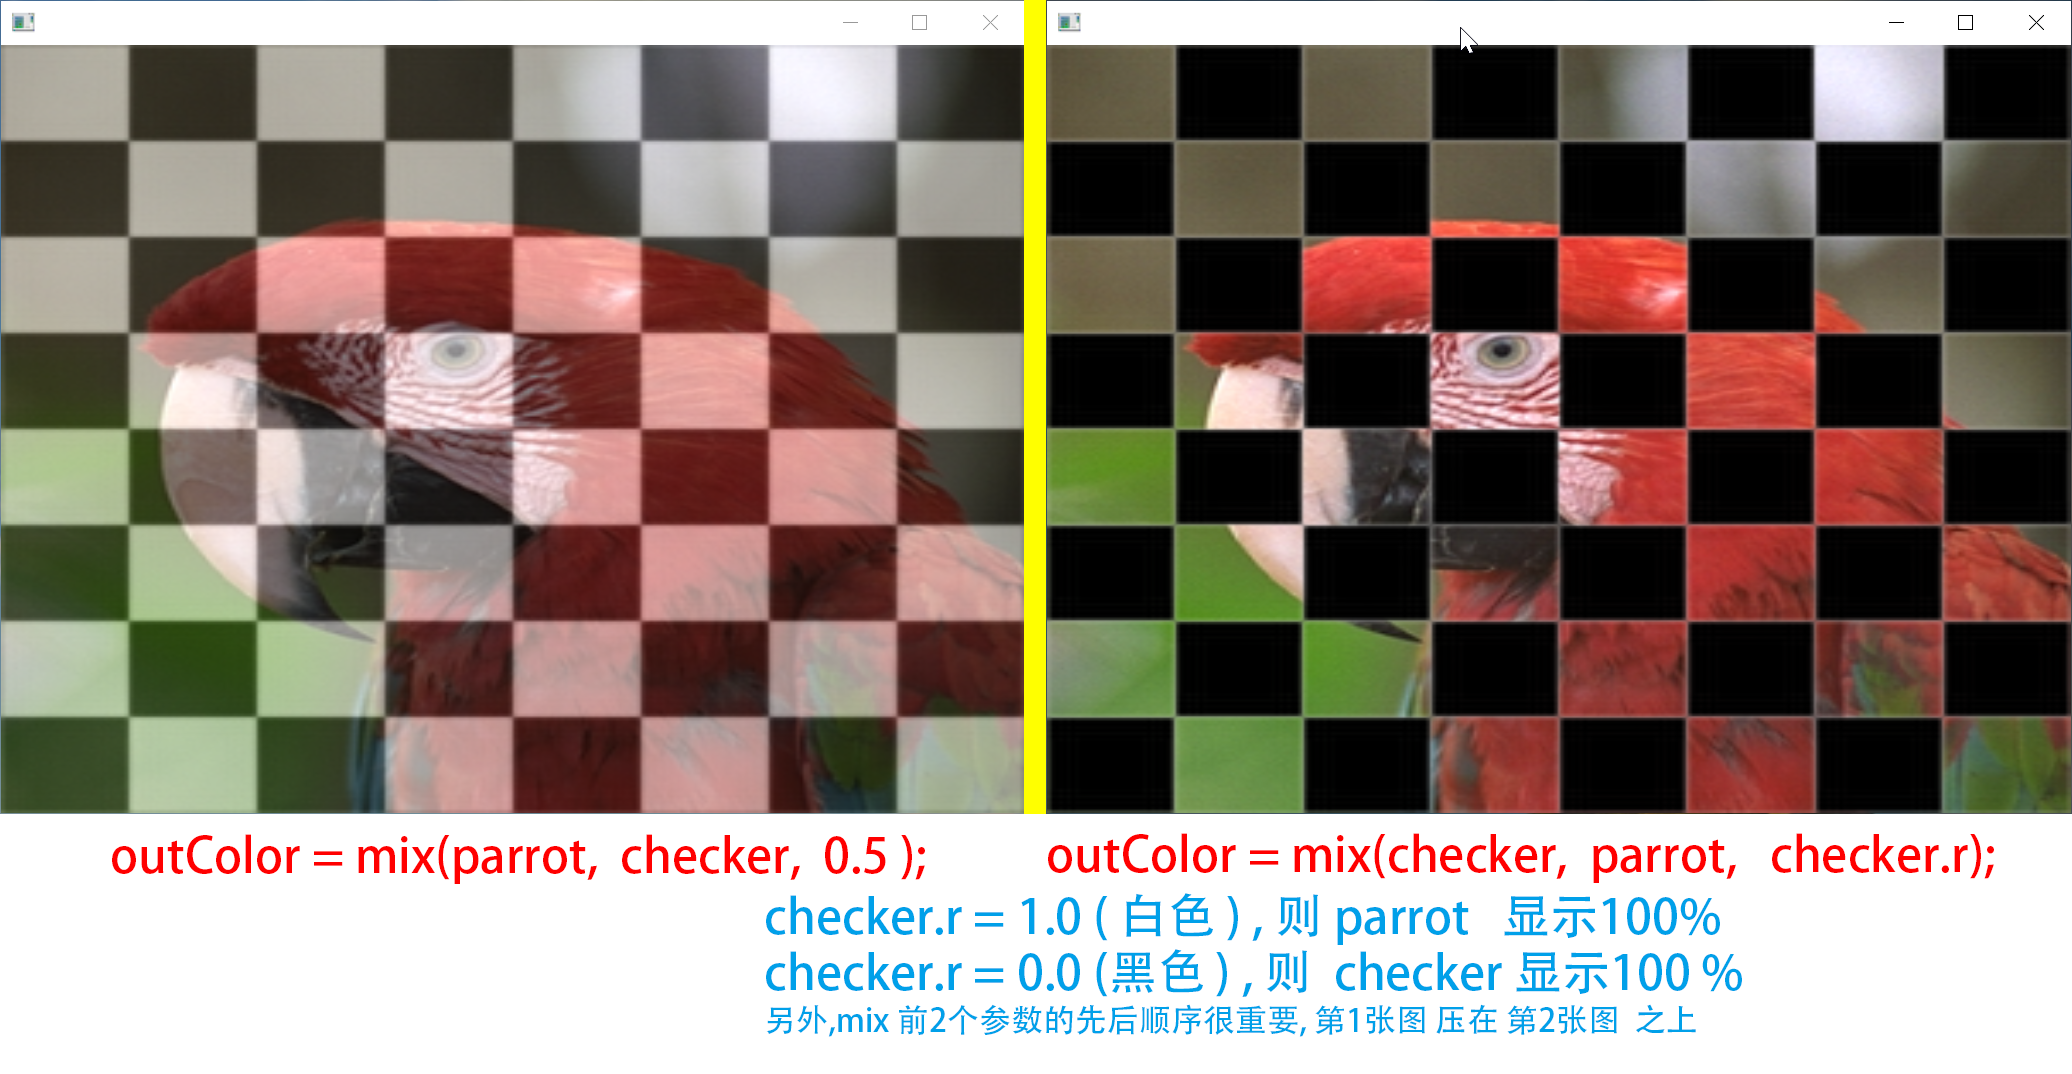 outColor = mix(parrot, checker, 0.5 );
outColor = mix(checker, parrot, checker.r);
checker.r = 1.0 ( 白色 ) , 则 parrot 显示100%
checker.r = 0.0 (黑色 ) , 则 checker 显示100 %
另外,mix 前2个参数的先后顺序很重要, 第1张图 压在 第2张图 之上